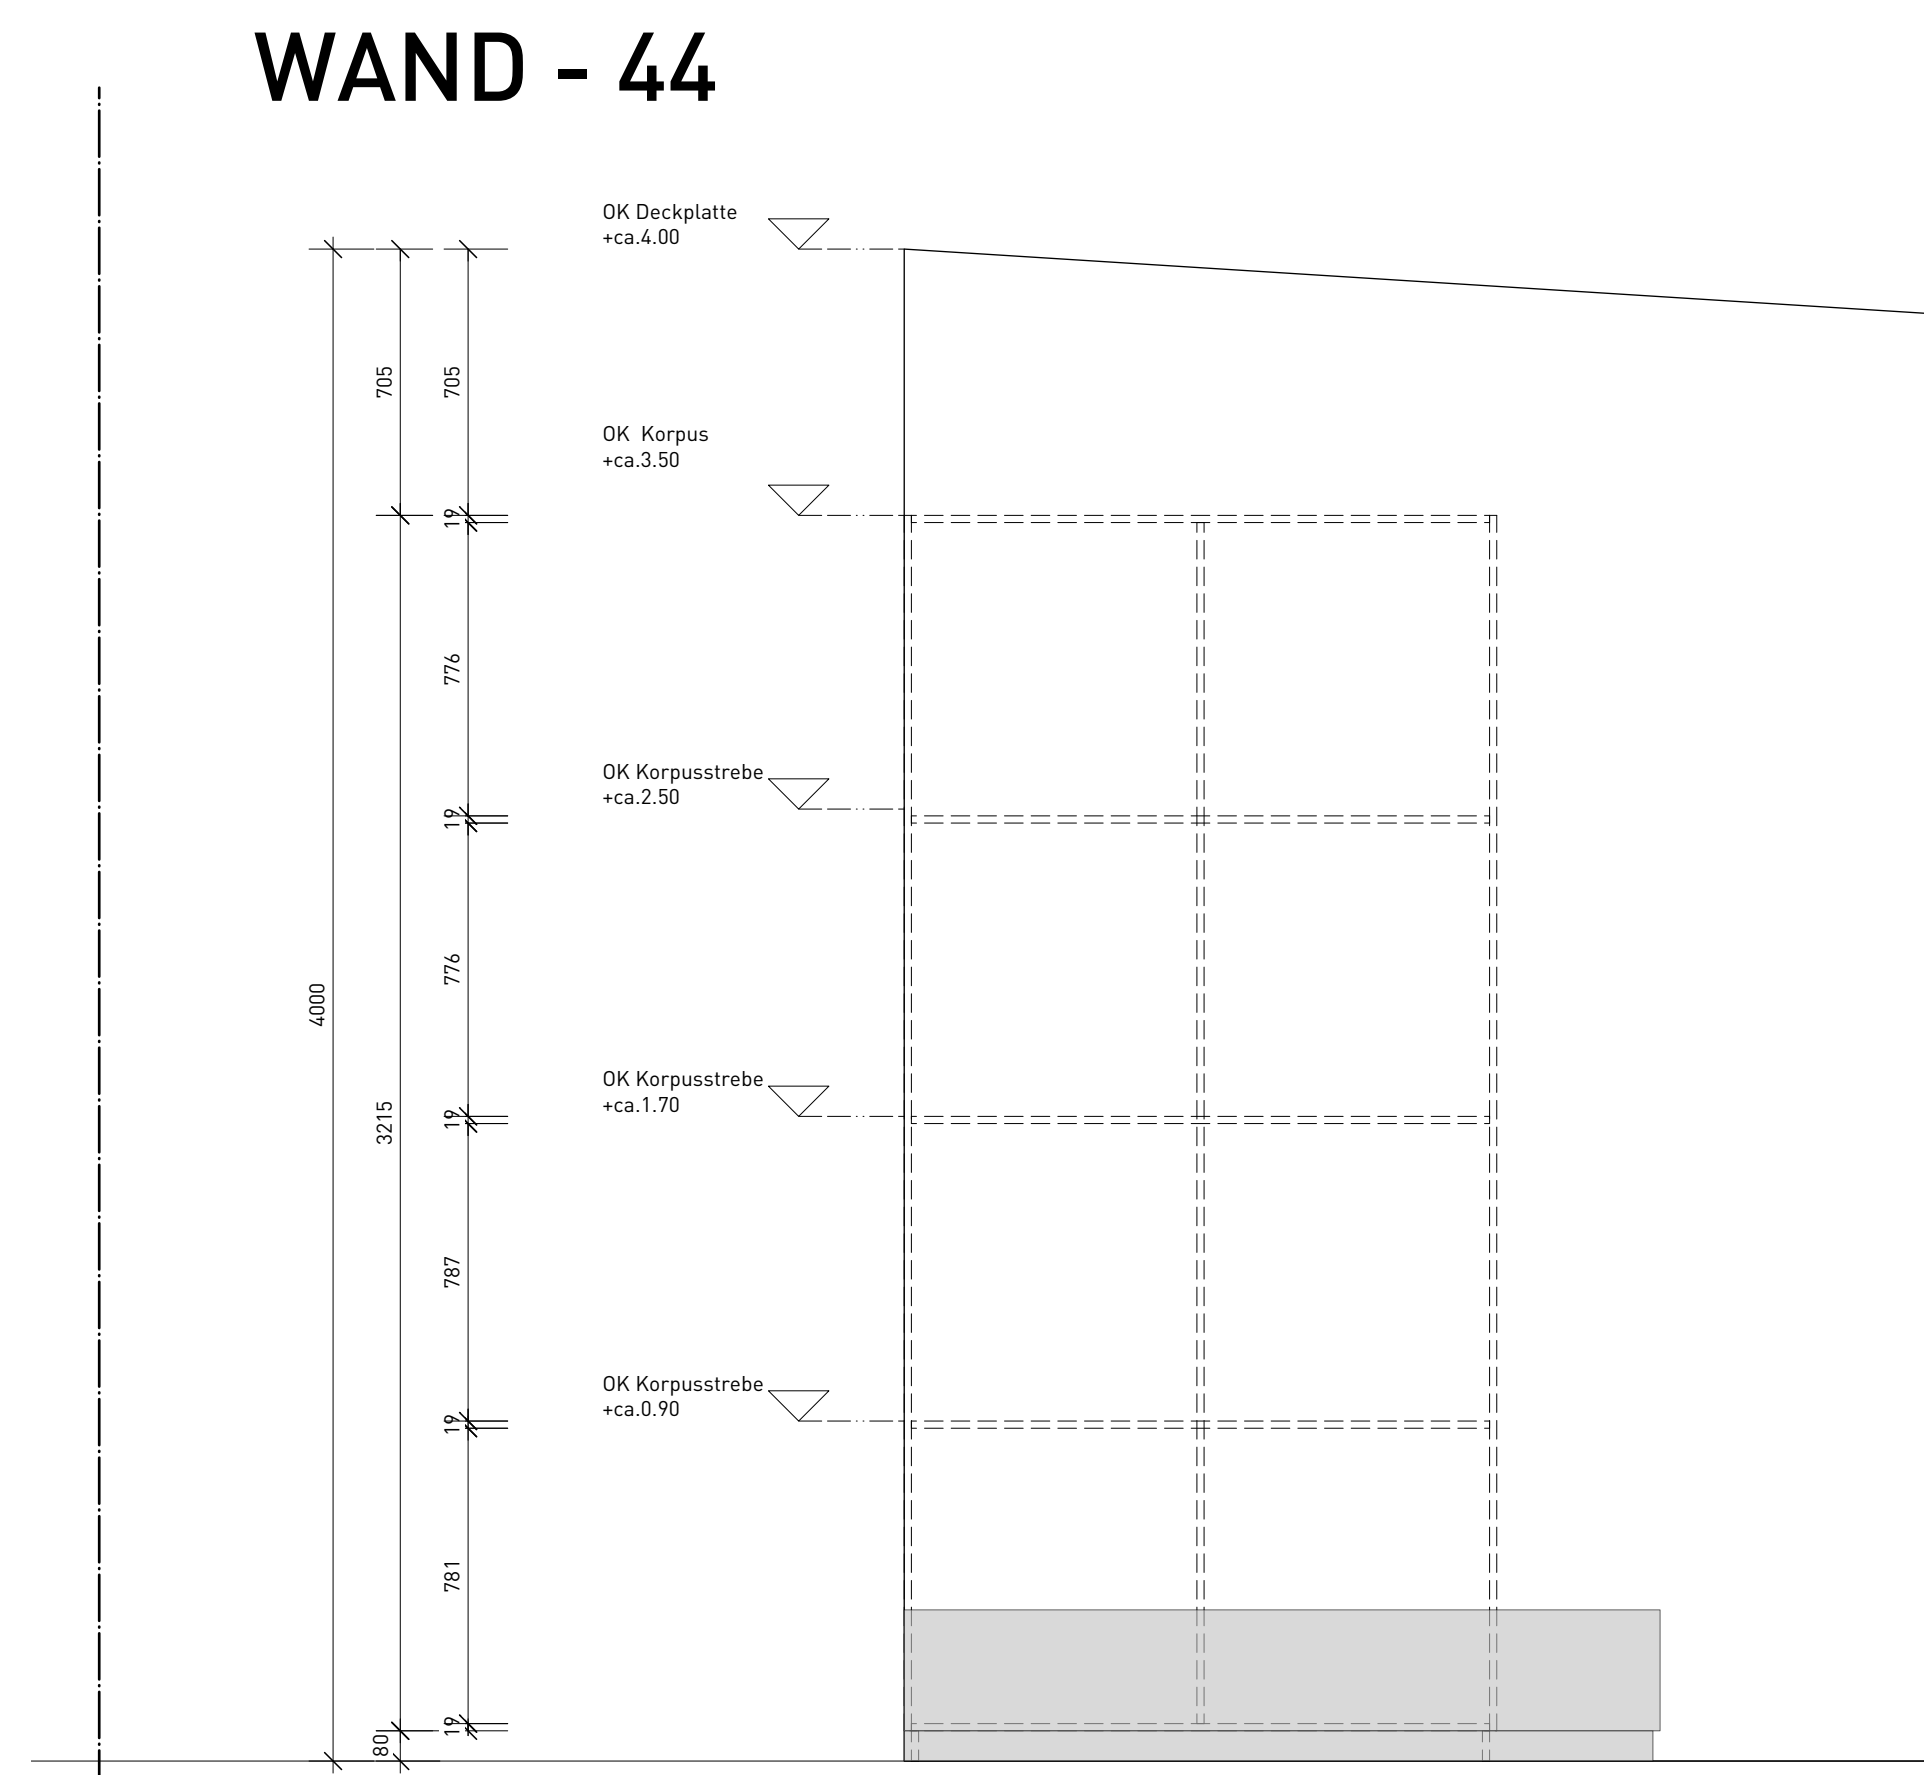 WAND - 44
OK Deckplatte
+ca.4.00
705
705
OK Korpus
+ca.3.50
19
776
OK Korpusstrebe
+ca.2.50
19
776
4000
OK Korpusstrebe
+ca.1.70
3215
19
787
OK Korpusstrebe
+ca.0.90
19
781
19
80